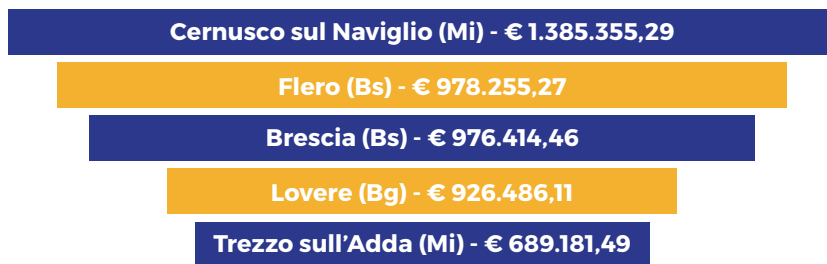 Cernusco sul Naviglio (Mi) - € 1.385.355,29
Flero (Bs) - € 978.255,27
Brescia (Bs) - € 976.414,46
Lovere (Bg) - € 926.486,11
Trezzo sull’Adda (Mi) - € 689.181,49